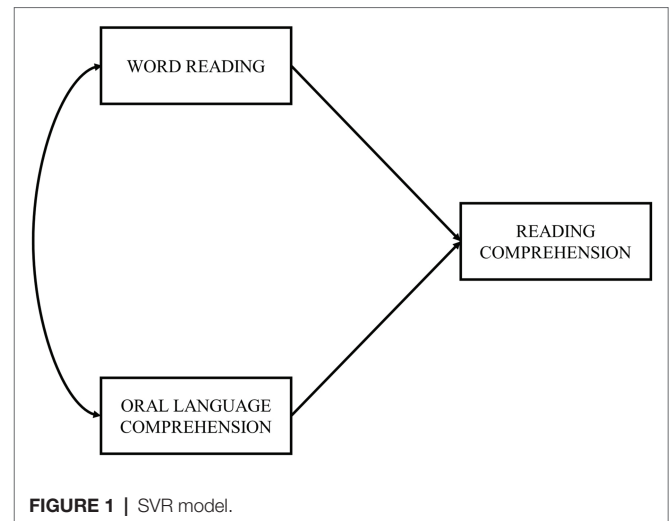 WORD READING
READING
COMPREHENSION
ORAL LANGUAGE
COMPREHENSION
FIGURE 1 | SVR model.